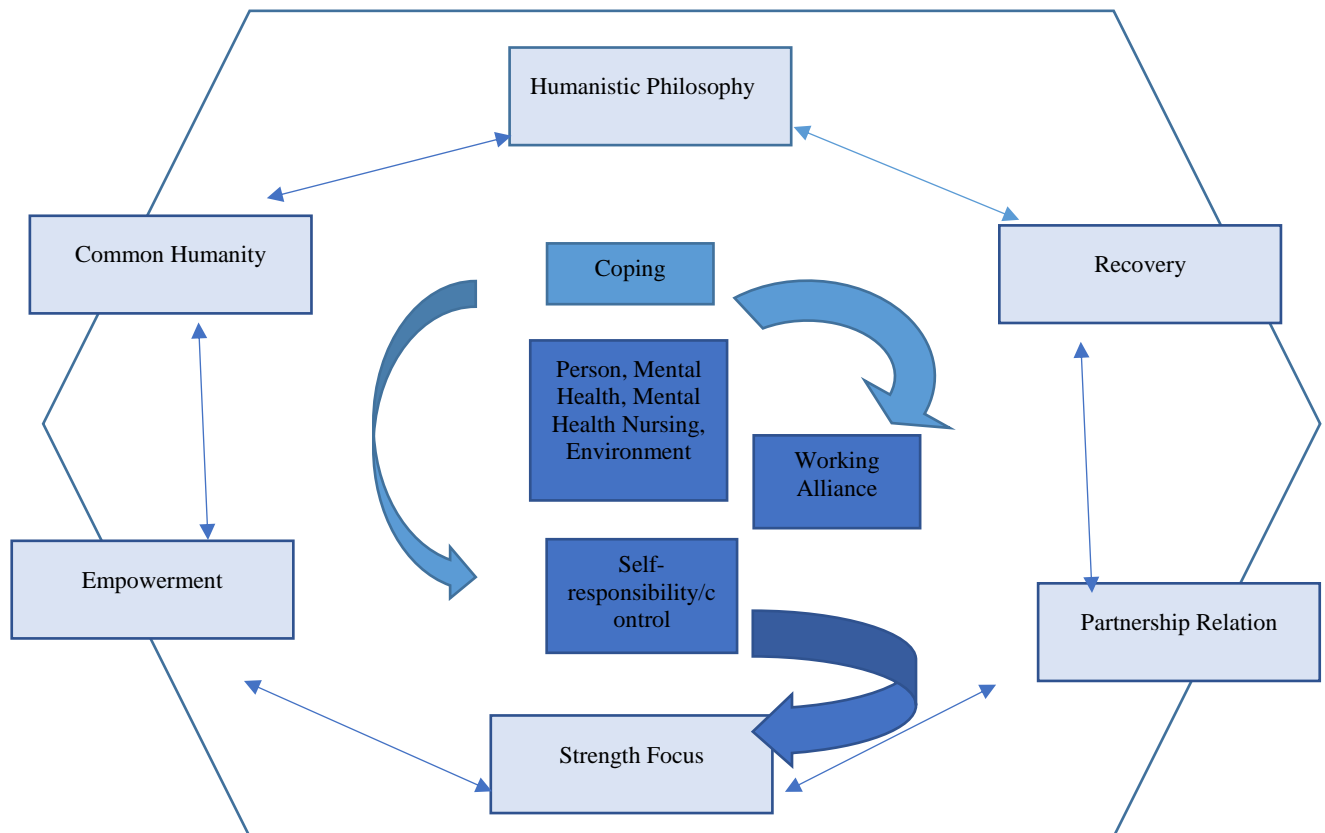 Humanistic Philosophy
Common Humanity
Recovery
Coping
Person, Mental
Health, Mental
Health Nursing,
Environment
Working
Alliance
Self-
responsibility/c
ontrol
Empowerment
Partnership Relation
Strength Focus